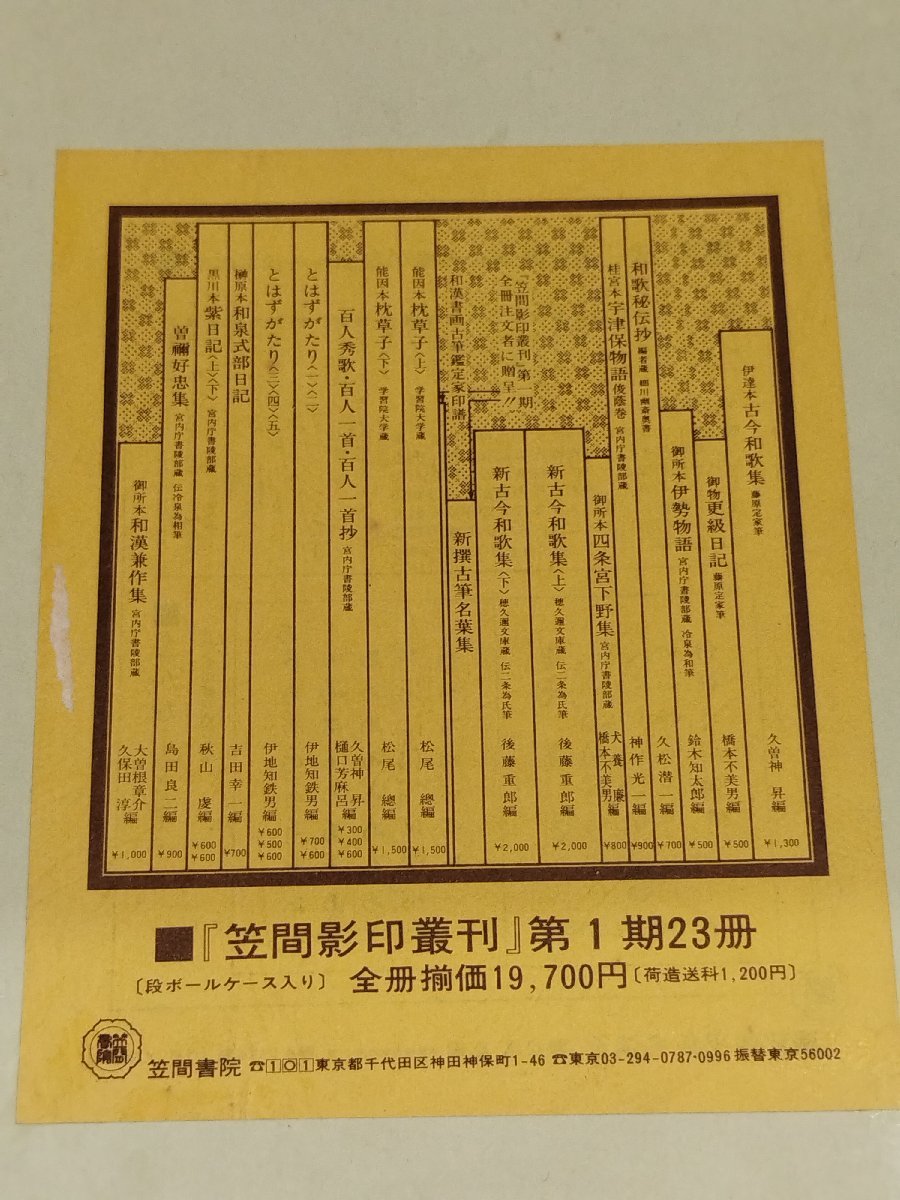 伊達本 古今和歌集 藤原定家筆 久曽神 昇編 ¥1,300
御物 更級日記 藤原定家筆 橋本不美男編 ¥500
御所本 伊勢物語 宮内庁書陵部蔵 冷泉為和筆 鈴木知太郎編 ¥500
和歌秘伝抄 編者蔵 細川幽斎奥書 神作光一編 ¥900
久松潜一編 ¥700
桂宮本 宇津保物語 俊蔭巻 宮内庁書陵部蔵
御所本 四条宮下野集 宮内庁書陵部蔵 犬養 廉 橋本不美男編 ¥800
新古今和歌集〈上〉 穂久邇文庫蔵 伝二条為氏筆 後藤重郎編 ¥2,000
新古今和歌集〈下〉 穂久邇文庫蔵 伝二条為氏筆 後藤重郎編 ¥2,000
笠間影印叢刊第一期
全冊注文者に贈呈!!
和漢書画古筆鑑定家印譜
新撰古筆名葉集
能因本 枕草子〈上〉 学習院大学蔵 松尾 聰編 ¥1,500
能因本 枕草子〈下〉 学習院大学蔵 松尾 聰編 ¥1,500
百人秀歌・百人一首・百人一首抄 宮内庁書陵部蔵 久曽神 昇 樋口芳麻呂編 ¥300 ¥400 ¥600
とはずがたり〈一〉〈二〉 伊地知鉄男編 ¥700 ¥600
とはずがたり〈三〉〈四〉〈五〉 伊地知鉄男編 ¥600 ¥500 ¥600
榊原本 和泉式部日記 吉田幸一編 ¥700
黒川本 紫日記〈上〉〈下〉 宮内庁書陵部蔵 秋山 虔編 ¥600 ¥600
曽禰好忠集 宮内庁書陵部蔵 伝冷泉為相筆 島田良二編 ¥900
御所本 和漢兼作集 宮内庁書陵部蔵 大曽根章介 久保田 淳編 ¥1,000
■『笠間影印叢刊』第1期23冊
〔段ボールケース入り〕 全冊揃価19,700円〔荷造送料1,200円〕
笠間書院 ☎101東京都千代田区神田神保町1-46 ☎東京03-294-0787・0996 振替東京56002